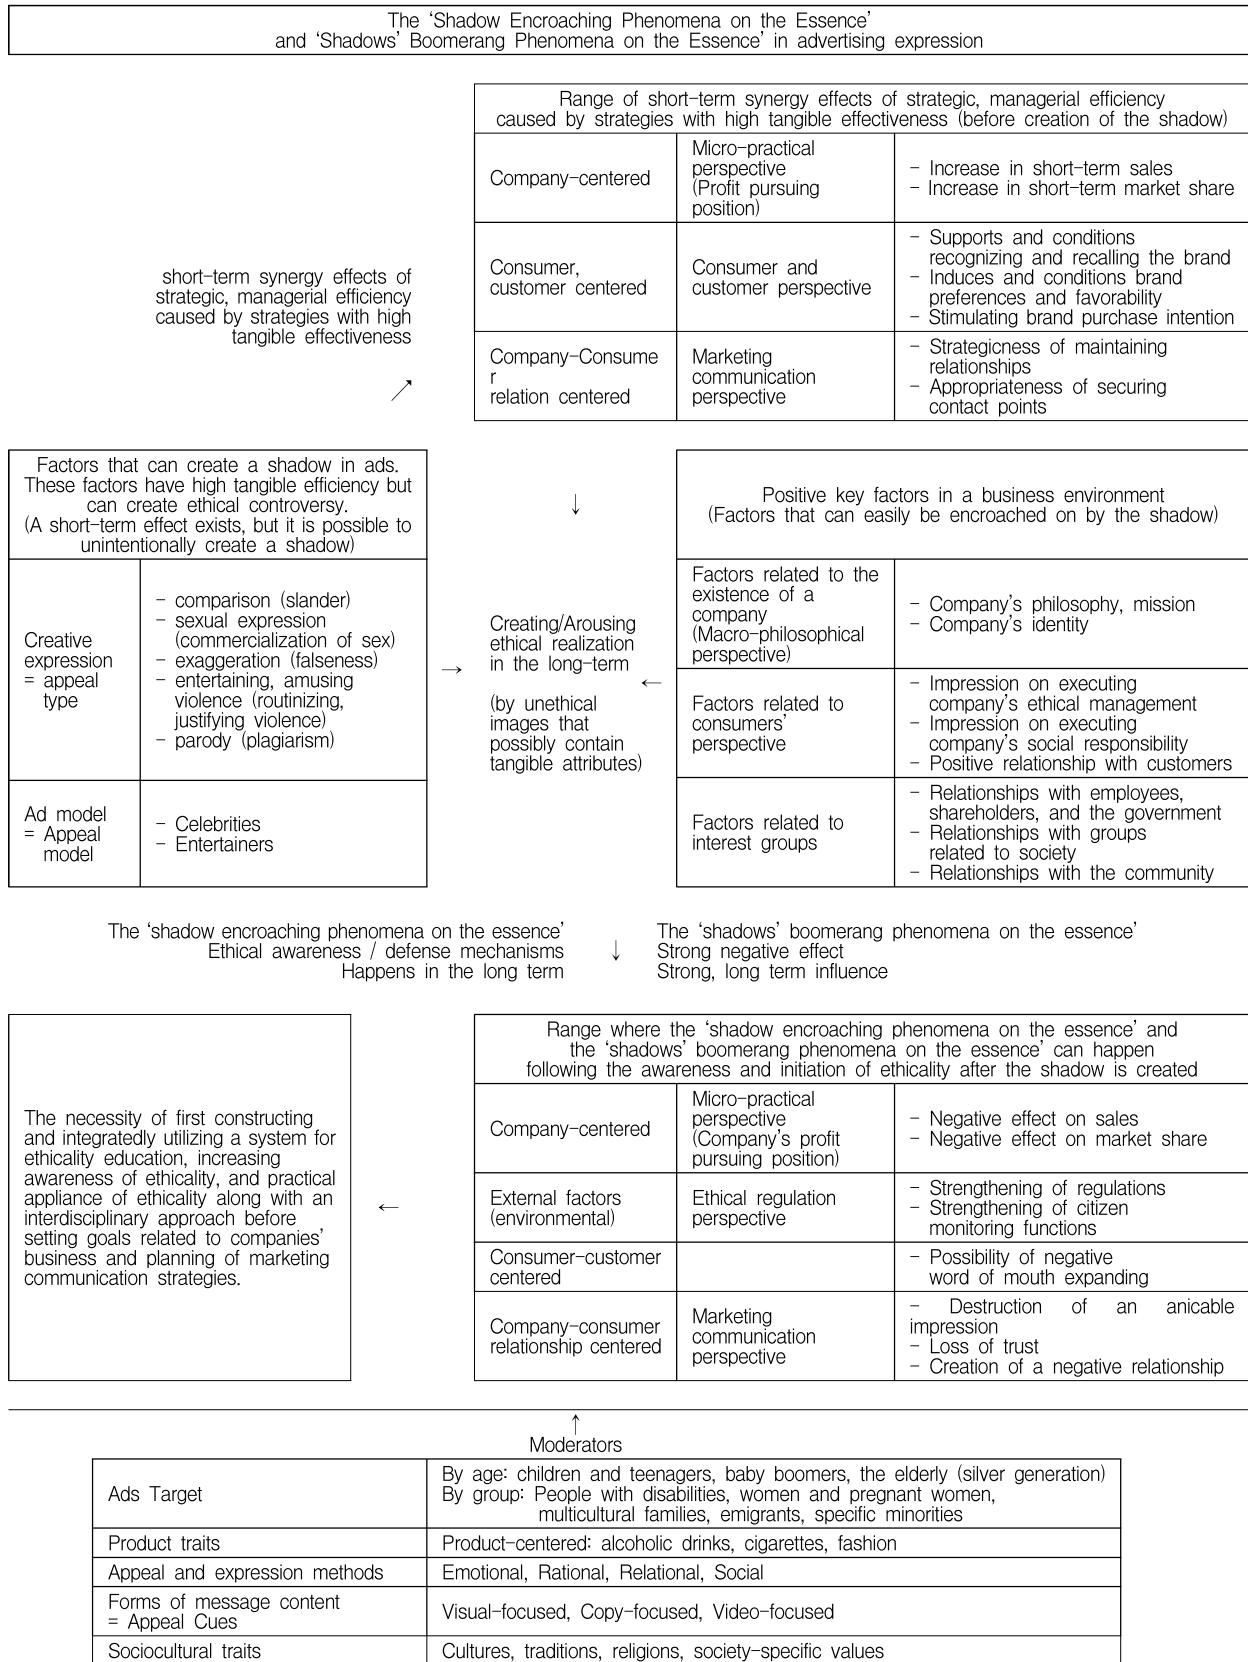 The ‘Shadow Encroaching Phenomena on the Essence’
and ‘Shadows’ Boomerang Phenomena on the Essence’ in advertising expression
Range of short-term synergy effects of strategic, managerial efficiency
caused by strategies with high tangible effectiveness (before creation of the shadow)
Company-centered
Micro-practical
perspective
(Profit pursuing
position)
- Increase in short-term sales
- Increase in short-term market share
Consumer,
customer centered
Consumer and
customer perspective
- Supports and conditions
recognizing and recalling the brand
- Induces and conditions brand
preferences and favorability
- Stimulating brand purchase intention
Company-Consume
r
relation centered
Marketing
communication
perspective
- Strategicness of maintaining
relationships
- Appropriateness of securing
contact points
short-term synergy effects of
strategic, managerial efficiency
caused by strategies with high
tangible effectiveness
↗
Factors that can create a shadow in ads.
These factors have high tangible efficiency but
can create ethical controversy.
(A short-term effect exists, but it is possible to
unintentionally create a shadow)
Creative
expression
= appeal
type
- comparison (slander)
- sexual expression
(commercialization of sex)
- exaggeration (falseness)
- entertaining, amusing
violence (routinizing,
justifying violence)
- parody (plagiarism)
Ad model
= Appeal
model
- Celebrities
- Entertainers
→
↓
Creating/Arousing
ethical realization
in the long-term
(by unethical
images that
possibly contain
tangible attributes)
←
Positive key factors in a business environment
(Factors that can easily be encroached on by the shadow)
Factors related to the
existence of a
company
(Macro-philosophical
perspective)
- Company’s philosophy, mission
- Company’s identity
Factors related to
consumers’
perspective
- Impression on executing
company’s ethical management
- Impression on executing
company’s social responsibility
- Positive relationship with customers
Factors related to
interest groups
- Relationships with employees,
shareholders, and the government
- Relationships with groups
related to society
- Relationships with the community
The ‘shadow encroaching phenomena on the essence’
Ethical awareness / defense mechanisms
Happens in the long term
↓
The ‘shadows’ boomerang phenomena on the essence’
Strong negative effect
Strong, long term influence
The necessity of first constructing
and integratedly utilizing a system for
ethicality education, increasing
awareness of ethicality, and practical
appliance of ethicality along with an
interdisciplinary approach before
setting goals related to companies’
business and planning of marketing
communication strategies.
←
Range where the ‘shadow encroaching phenomena on the essence’ and
the ‘shadows’ boomerang phenomena on the essence’ can happen
following the awareness and initiation of ethicality after the shadow is created
Company-centered
Micro-practical
perspective
(Company’s profit
pursuing position)
- Negative effect on sales
- Negative effect on market share
External factors
(environmental)
Ethical regulation
perspective
- Strengthening of regulations
- Strengthening of citizen
monitoring functions
Consumer-customer
centered
- Possibility of negative
word of mouth expanding
Company-consumer
relationship centered
Marketing
communication
perspective
- Destruction of an anicable
impression
- Loss of trust
- Creation of a negative relationship
↑
Moderators
Ads Target
By age: children and teenagers, baby boomers, the elderly (silver generation)
By group: People with disabilities, women and pregnant women,
multicultural families, emigrants, specific minorities
Product traits
Product-centered: alcoholic drinks, cigarettes, fashion
Appeal and expression methods
Emotional, Rational, Relational, Social
Forms of message content
= Appeal Cues
Visual-focused, Copy-focused, Video-focused
Sociocultural traits
Cultures, traditions, religions, society-specific values